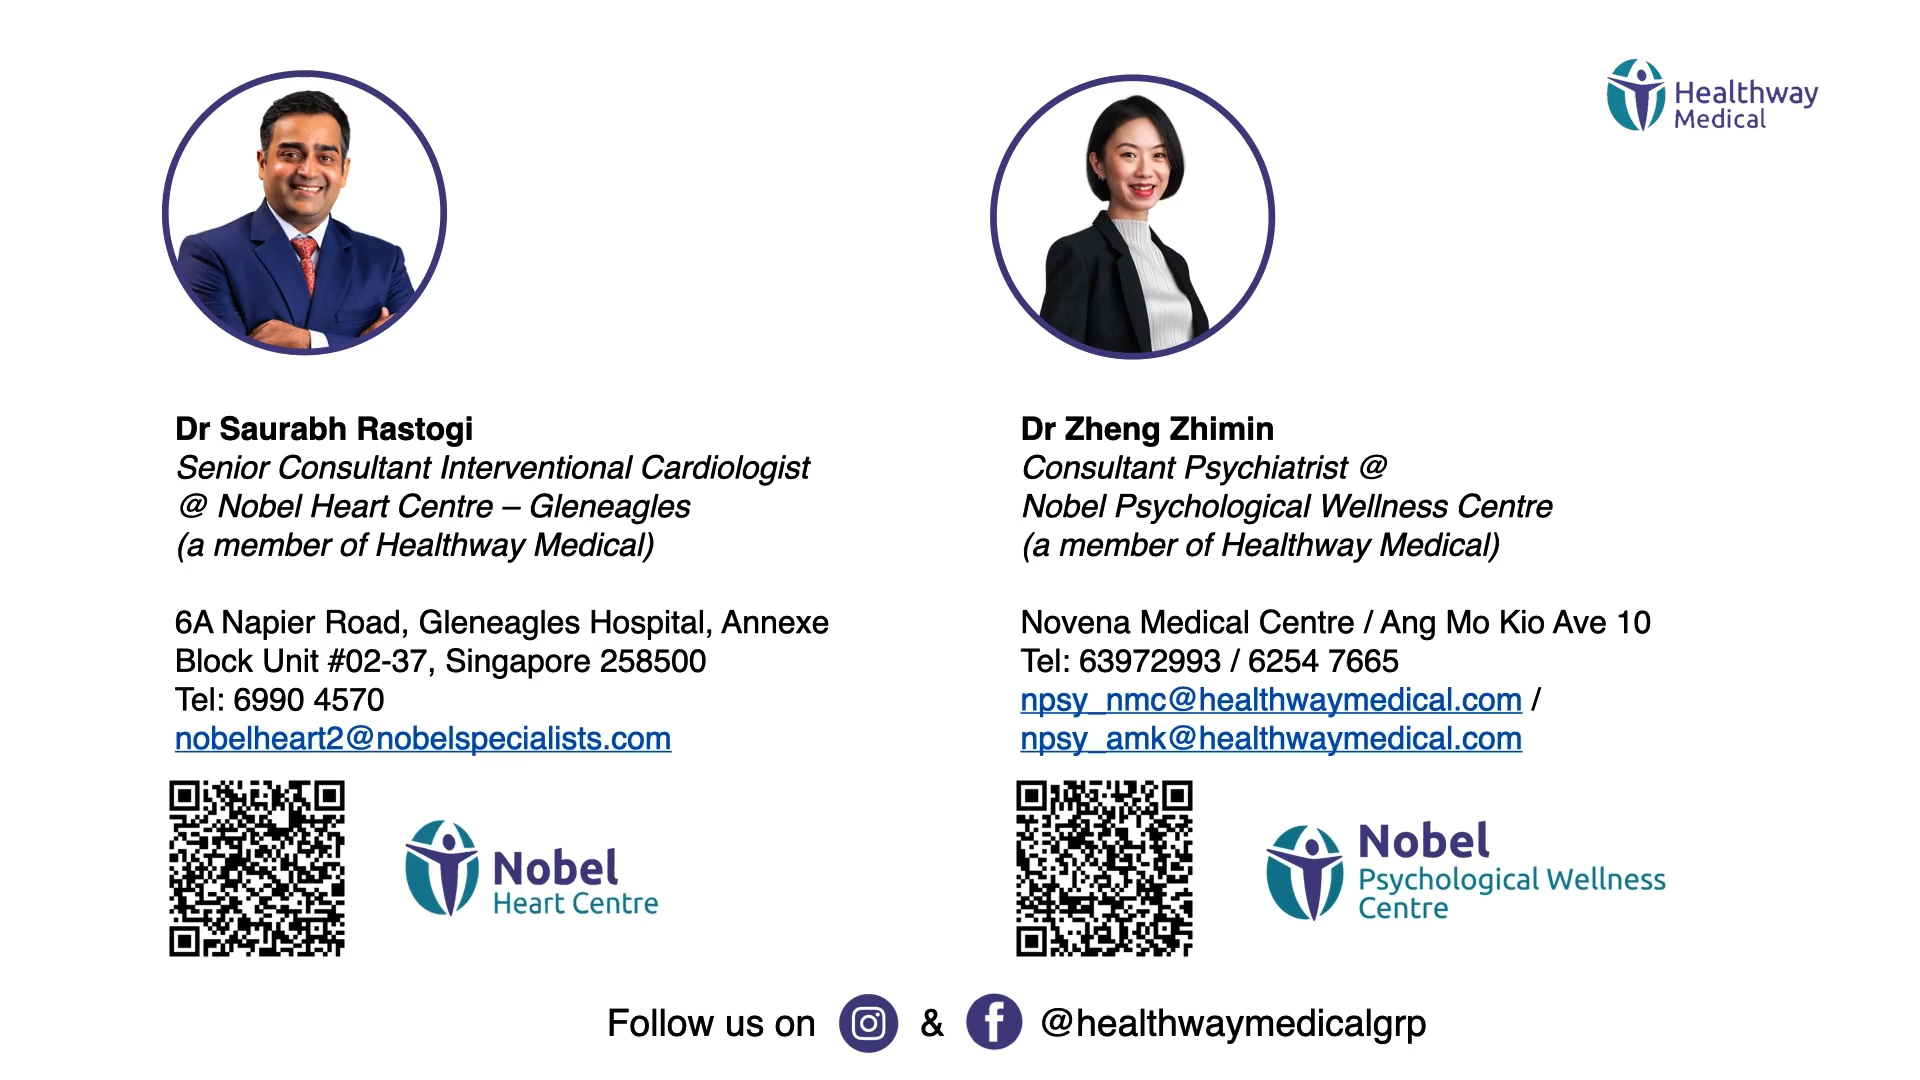 Healthway
Medical
Dr Saurabh Rastogi
Senior Consultant Interventional Cardiologist
@ Nobel Heart Centre – Gleneagles
(a member of Healthway Medical)
6A Napier Road, Gleneagles Hospital, Annexe
Block Unit #02-37, Singapore 258500
Tel: 6990 4570
nobelheart2@nobelspecialists.com
Nobel
Heart Centre
Dr Zheng Zhimin
Consultant Psychiatrist @
Nobel Psychological Wellness Centre
(a member of Healthway Medical)
Novena Medical Centre / Ang Mo Kio Ave 10
Tel: 63972993 / 6254 7665
npsy_nmc@healthwaymedical.com /
npsy_amk@healthwaymedical.com
Nobel
Psychological Wellness
Centre
Follow us on & @healthwaymedicalgrp